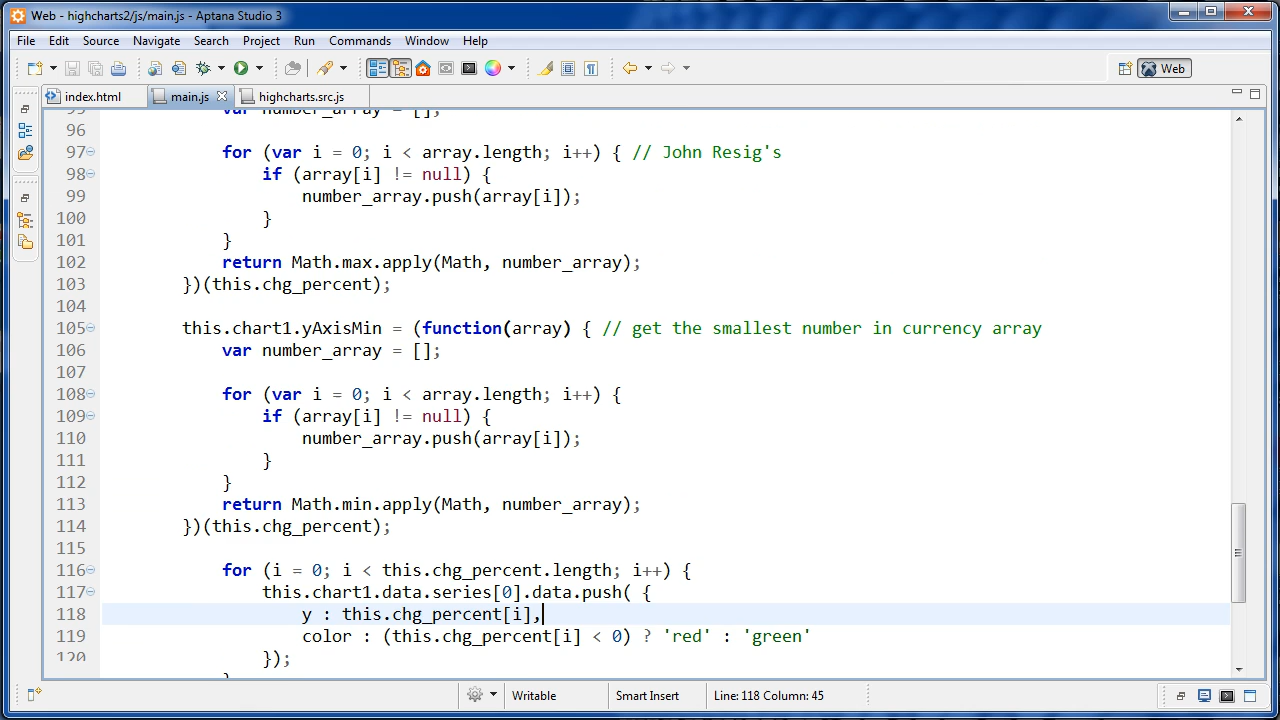 Web - highcharts2/js/main.js - Aptana Studio 3
File Edit Source Navigate Search Project Run Commands Window Help
Web
index.html main.js highcharts.src.js
95 var number_array = [];
96
97 for (var i = 0; i < array.length; i++) { // John Resig's
98 if (array[i] != null) {
99 number_array.push(array[i]);
100 }
101 }
102 return Math.max.apply(Math, number_array);
103 })(this.chg_percent);
104
105 this.chart1.yAxisMin = (function(array) { // get the smallest number in currency array
106 var number_array = [];
107
108 for (var i = 0; i < array.length; i++) {
109 if (array[i] != null) {
110 number_array.push(array[i]);
111 }
112 }
113 return Math.min.apply(Math, number_array);
114 })(this.chg_percent);
115
116 for (i = 0; i < this.chg_percent.length; i++) {
117 this.chart1.data.series[0].data.push( {
118 y : this.chg_percent[i],
119 color : (this.chg_percent[i] < 0) ? 'red' : 'green'
120 });
Writable Smart Insert Line: 118 Column: 45